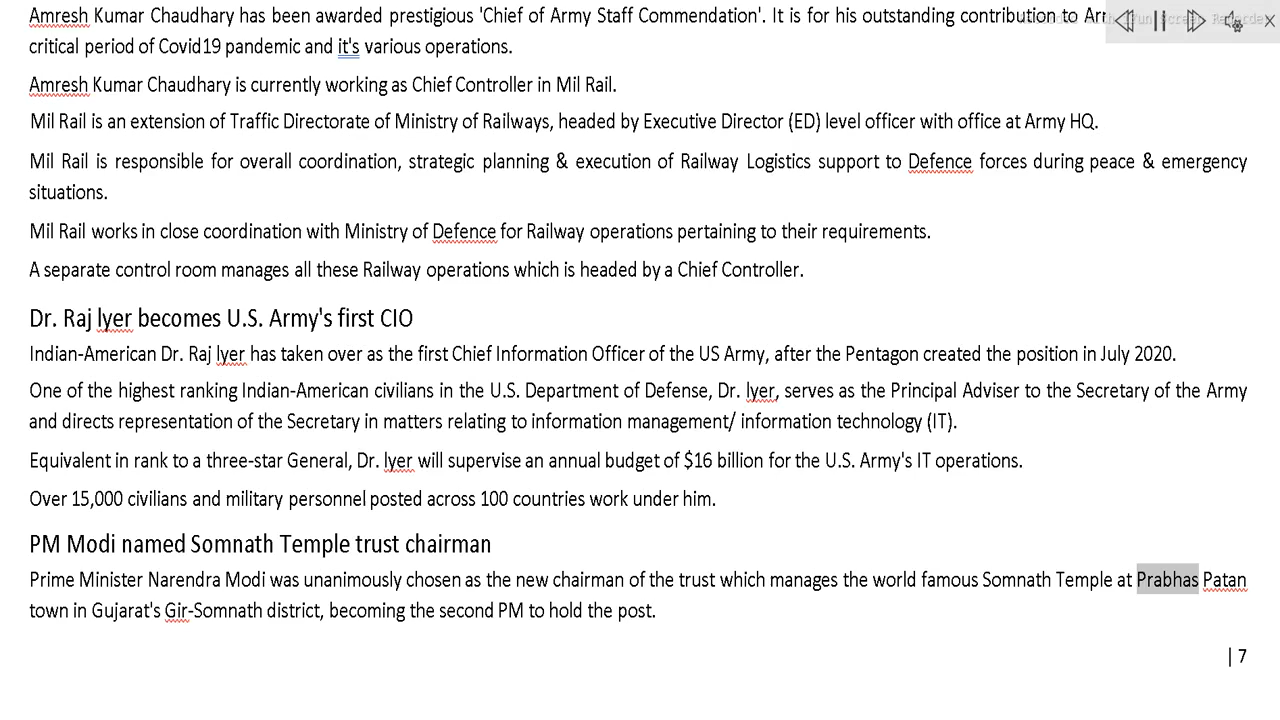 Amresh Kumar Chaudhary has been awarded prestigious 'Chief of Army Staff Commendation'. It is for his outstanding contribution to
critical period of Covid19 pandemic and it's various operations.
Amresh Kumar Chaudhary is currently working as Chief Controller in Mil Rail.
Mil Rail is an extension of Traffic Directorate of Ministry of Railways, headed by Executive Director (ED) level officer with office at Army HQ.
Mil Rail is responsible for overall coordination, strategic planning & execution of Railway Logistics support to Defence forces during peace & emergency
situations.
Mil Rail works in close coordination with Ministry of Defence for Railway operations pertaining to their requirements.
A separate control room manages all these Railway operations which is headed by a Chief Controller.
Dr. Raj Iyer becomes U.S. Army's first CIO
Indian-American Dr. Raj Iyer has taken over as the first Chief Information Officer of the US Army, after the Pentagon created the position in July 2020.
One of the highest ranking Indian-American civilians in the U.S. Department of Defense, Dr. Iyer, serves as the Principal Adviser to the Secretary of the Army
and directs representation of the Secretary in matters relating to information management/ information technology (IT).
Equivalent in rank to a three-star General, Dr. Iyer will supervise an annual budget of $16 billion for the U.S. Army's IT operations.
Over 15,000 civilians and military personnel posted across 100 countries work under him.
PM Modi named Somnath Temple trust chairman
Prime Minister Narendra Modi was unanimously chosen as the new chairman of the trust which manages the world famous Somnath Temple at Prabhas Patan
town in Gujarat's Gir-Somnath district, becoming the second PM to hold the post.
| 7